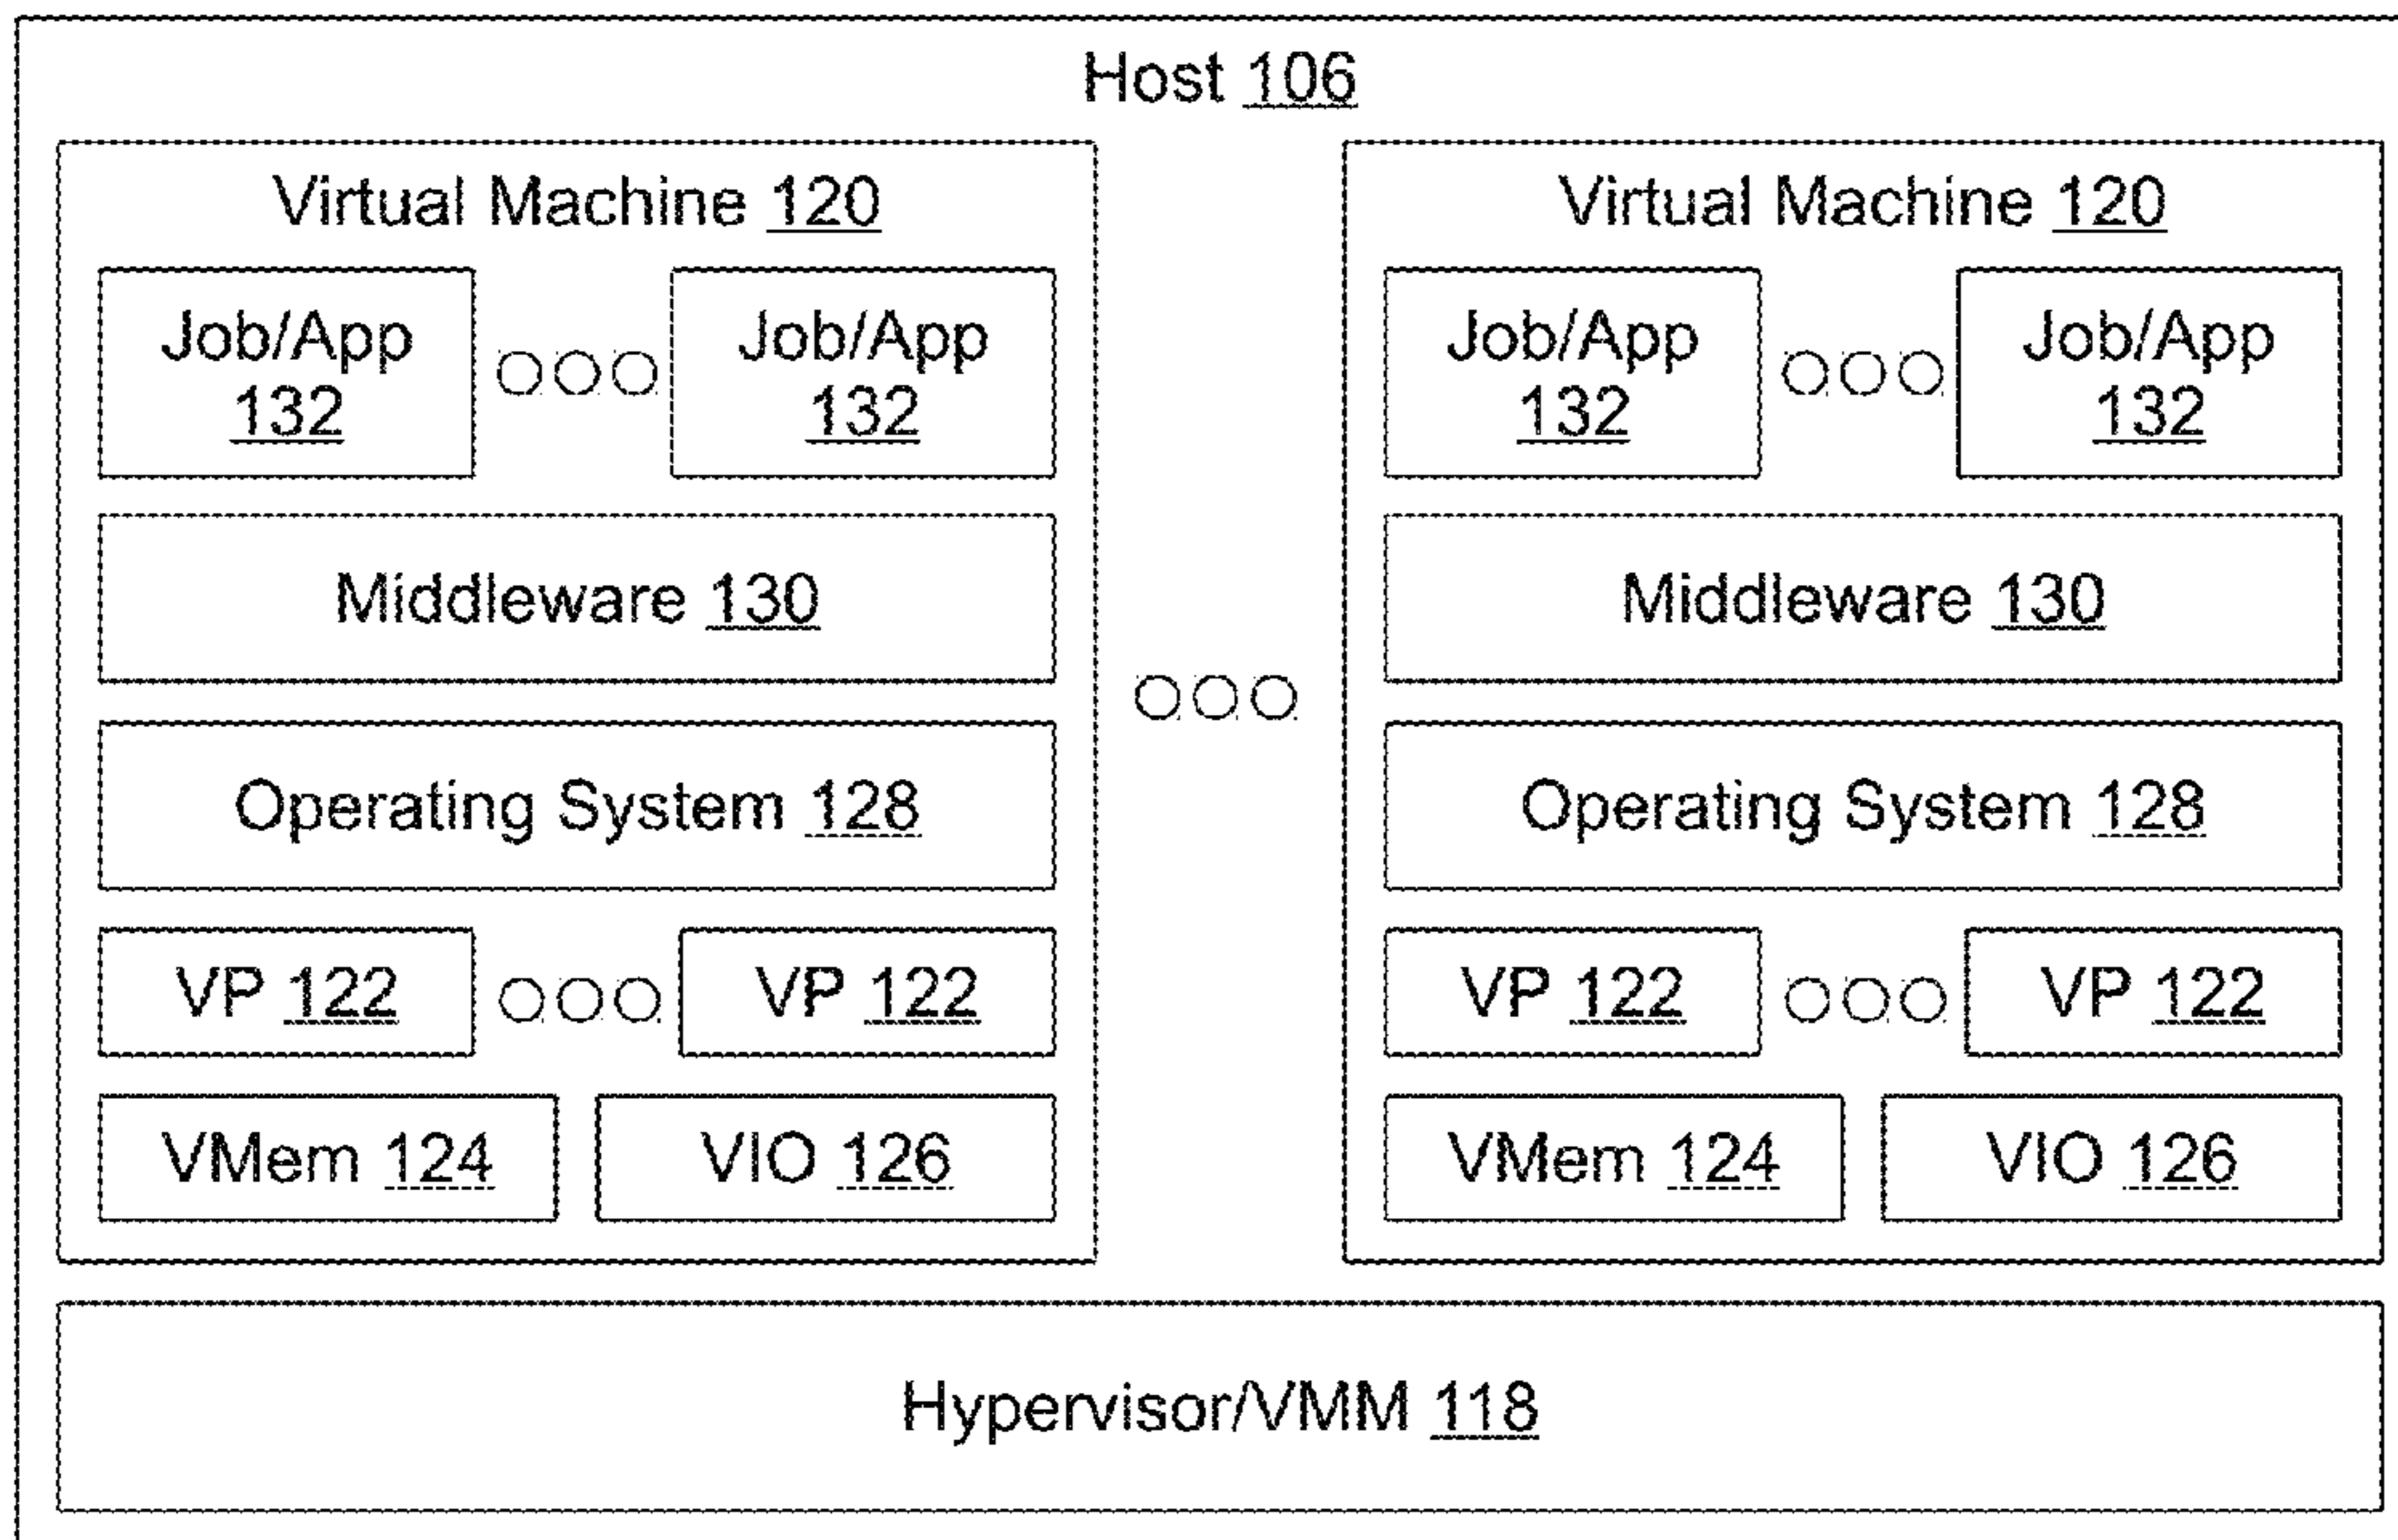 Host 106
Virtual Machine 120
Job/App
132
Job/App
132
Middleware 130
Operating System 128
VP 122
VP 122
VMem 124
VIO 126
Virtual Machine 120
Job/App
132
Job/App
132
Middleware 130
Operating System 128
VP 122
VP 122
VMem 124
VIO 126
Hypervisor/VMM 118